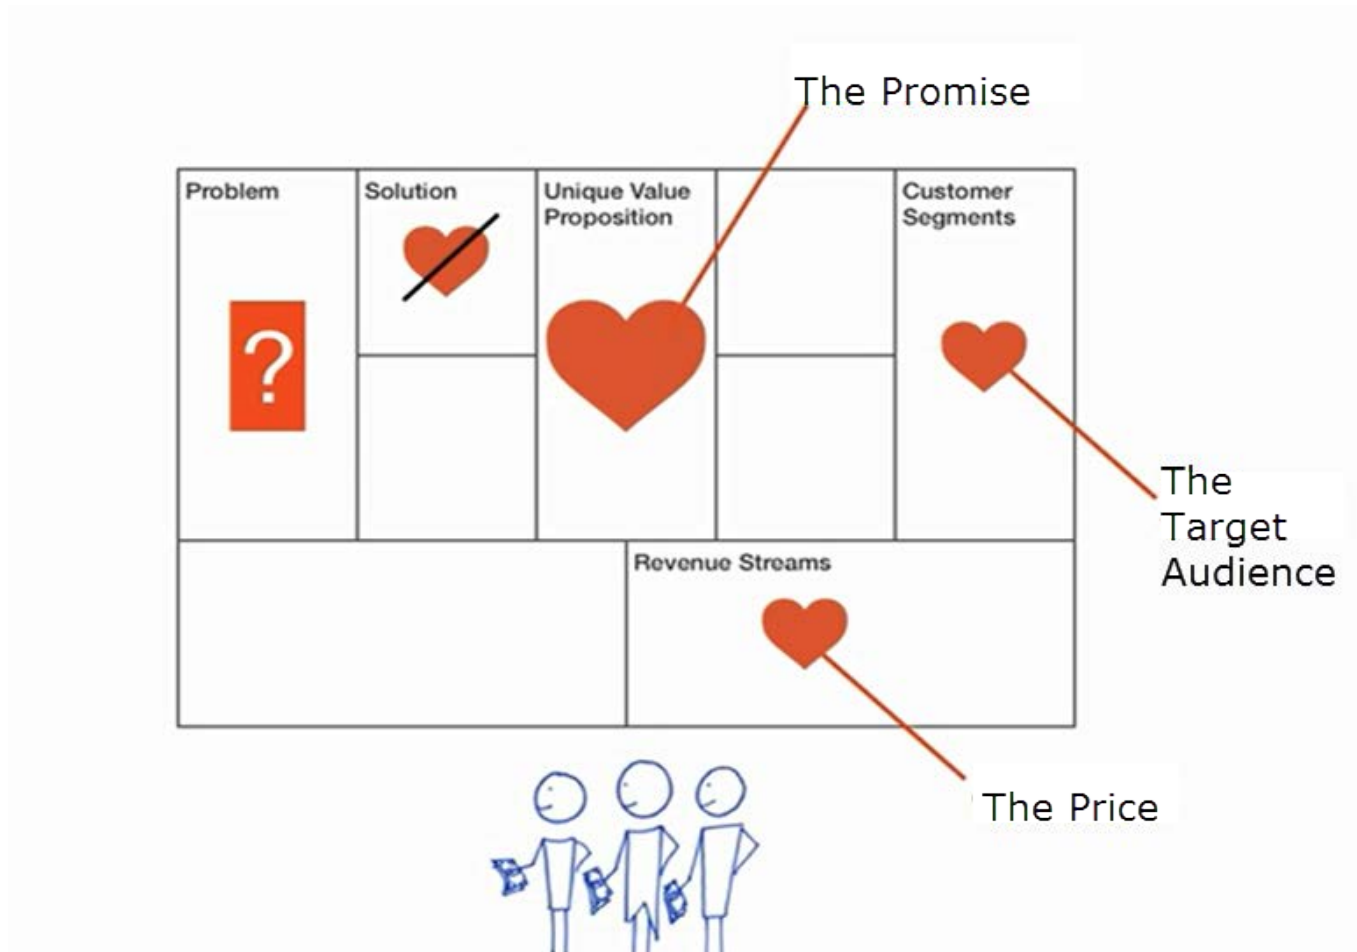 The Promise
Problem
Solution
Unique Value
Proposition
Customer
Segments
?
The
Target
Audience
Revenue Streams
The Price